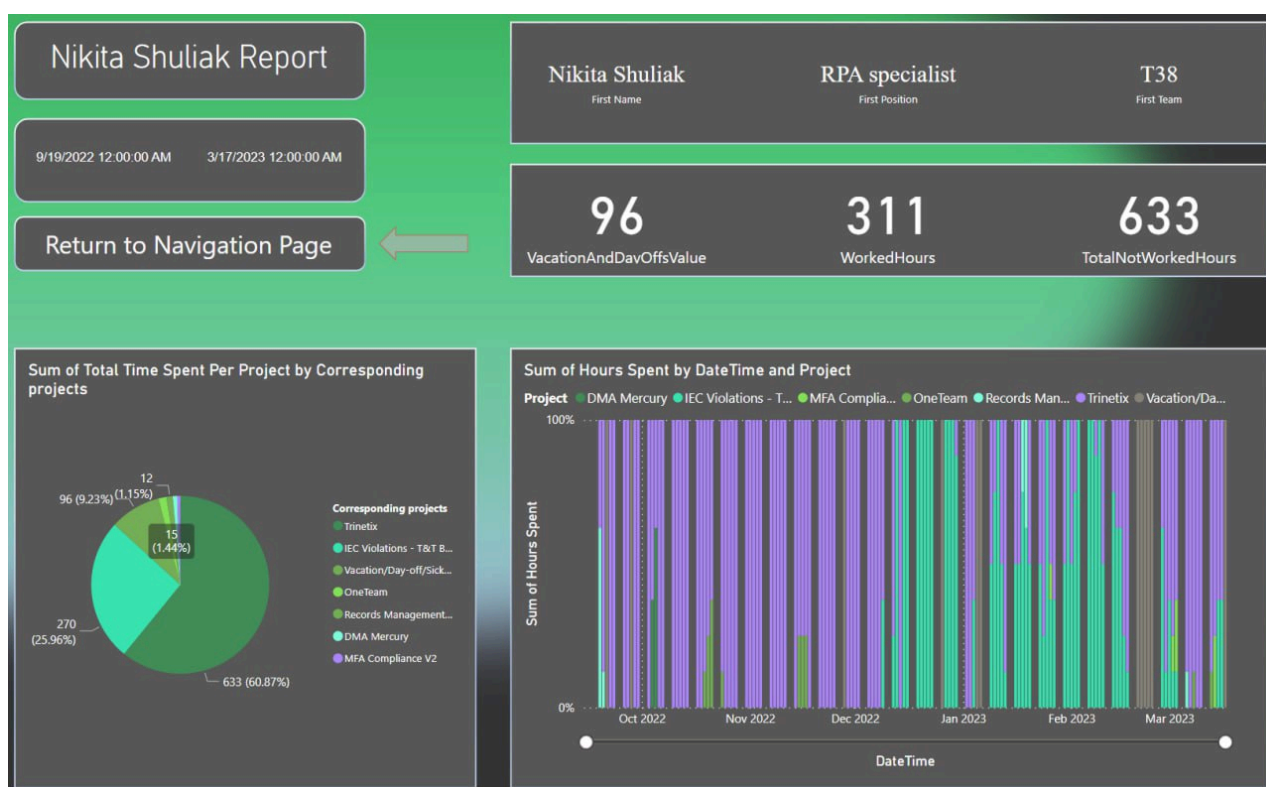 Nikita Shuliak Report
9/19/2022 12:00:00 AM 3/17/2023 12:00:00 AM
Return to Navigation Page
Nikita Shuliak RPA specialist T38
First Name First Position First Team
96 311 633
VacationAndDavOffsValue WorkedHours TotalNotWorkedHours
Sum of Total Time Spent Per Project by Corresponding
projects
12
(1.15%)
96 (9.23%)
15
(1.44%)
270
(25.96%)
633 (60.87%)
Corresponding projects
Trinetix
IEC Violations - T&T B...
Vacation/Day-off/Sick...
OneTeam
Records Management...
DMA Mercury
MFA Compliance V2
Sum of Hours Spent by DateTime and Project
Project DMA Mercury IEC Violations - T... MFA Complia... OneTeam Records Man... Trinetix Vacation/Da...
100%
Sum of Hours Spent
0%
Oct 2022 Nov 2022 Dec 2022 Jan 2023 Feb 2023 Mar 2023
DateTime